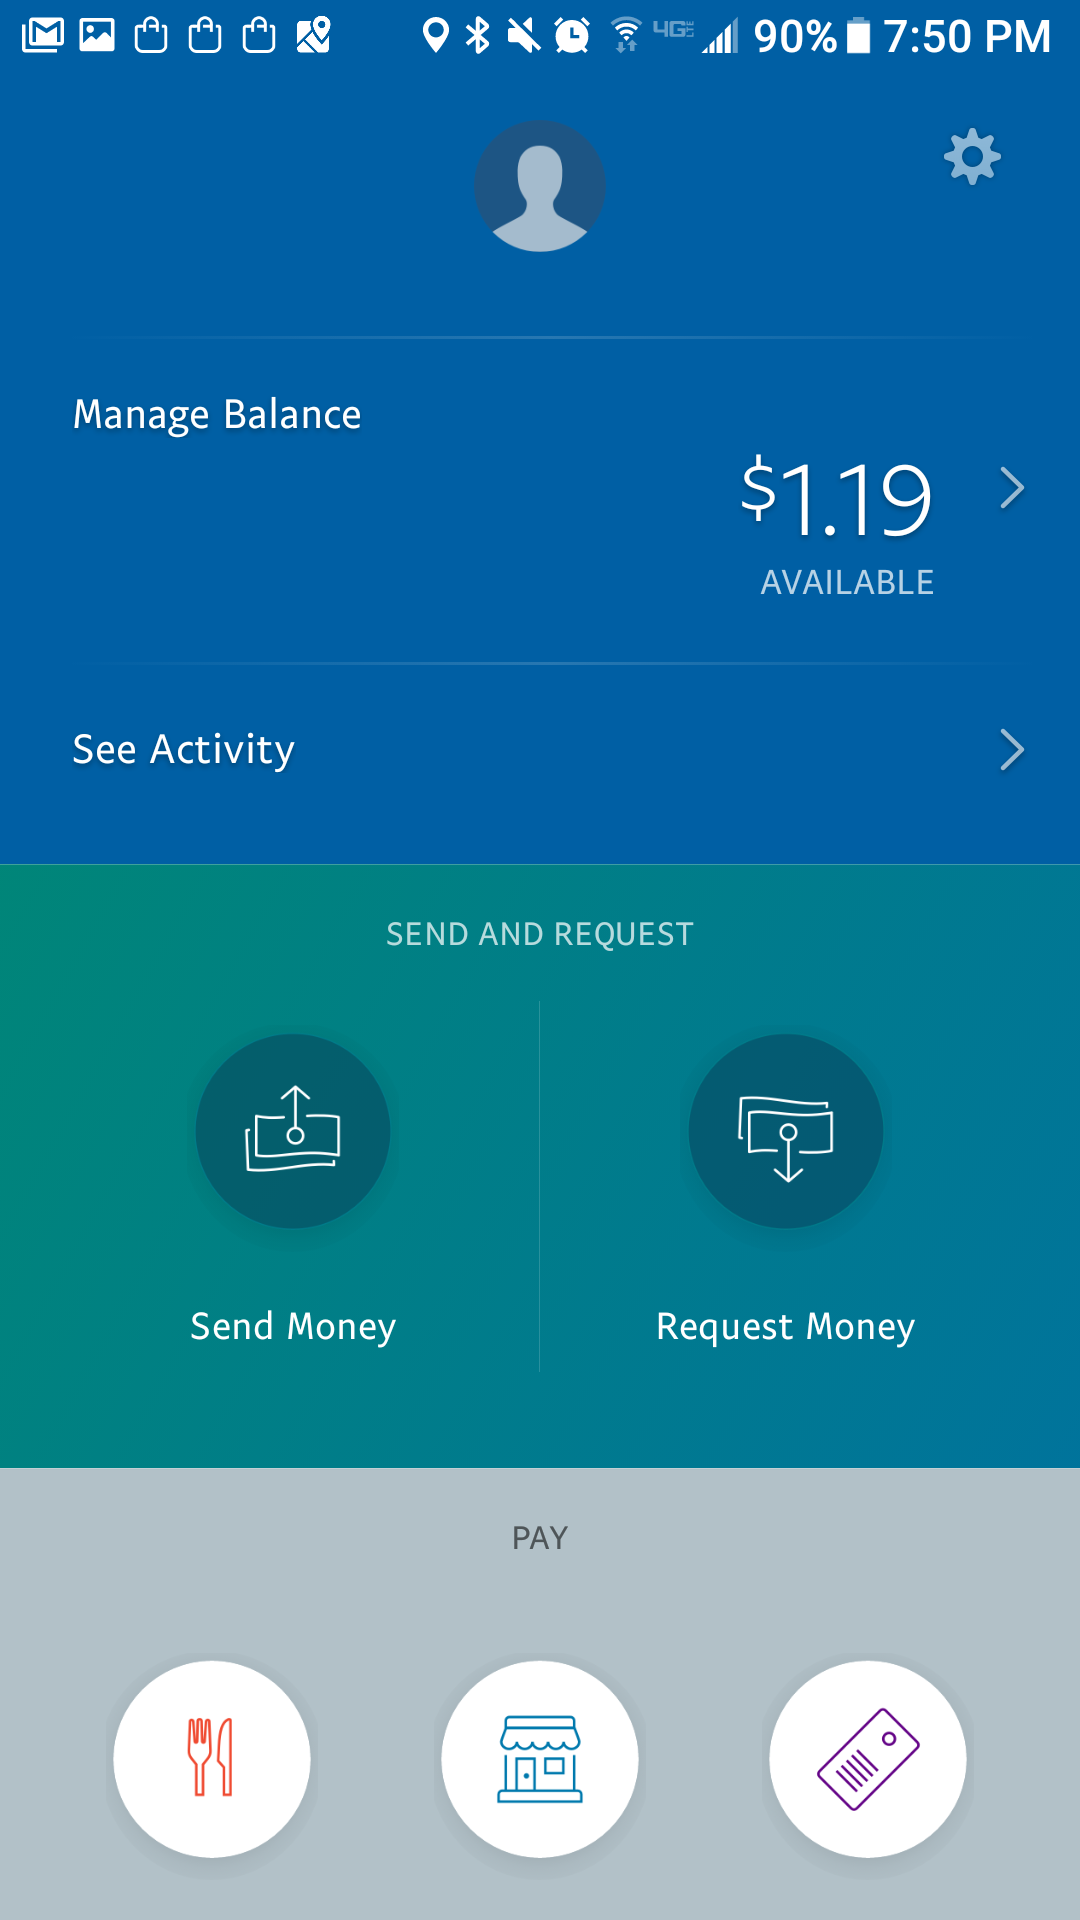 4G LTE 90% 7:50 PM
Manage Balance
$1.19
AVAILABLE
See Activity
SEND AND REQUEST
Send Money
Request Money
PAY